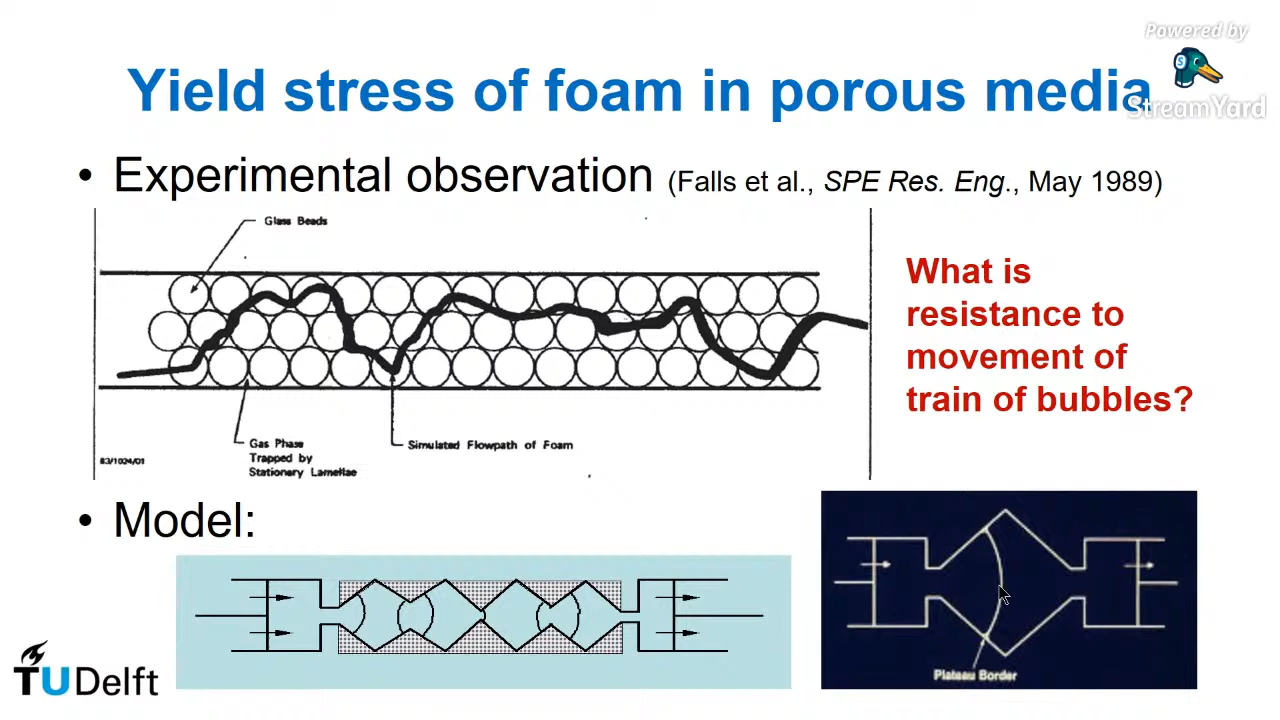 Powered by
StreamYard
Yield stress of foam in porous media
• Experimental observation (Falls et al., SPE Res. Eng., May 1989)
Glass Beads
What is
resistance to
movement of
train of bubbles?
Gas Phase
Trapped by
Stationary Lamellae
Simulated Flowpath of Foam
83/1024/01
• Model:
Plateau Border
TU Delft